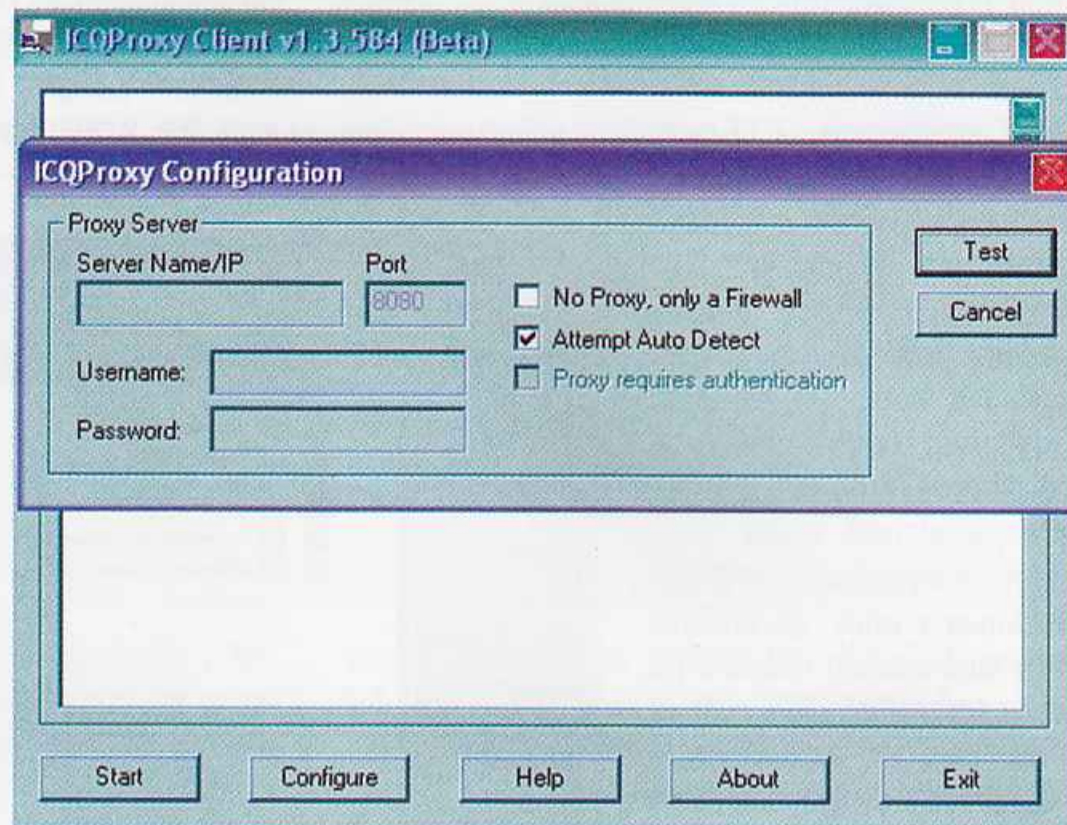 ICQProxy Client v1.3.584 (Beta)
ICQProxy Configuration
Proxy Server
Server Name/IP
Port
8080
No Proxy, only a Firewall
Attempt Auto Detect
Proxy requires authentication
Username:
Password:
Test
Cancel
Start
Configure
Help
About
Exit